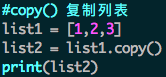 #copy() 复制列表
list1 = [1,2,3]
list2 = list1.copy()
print(list2)